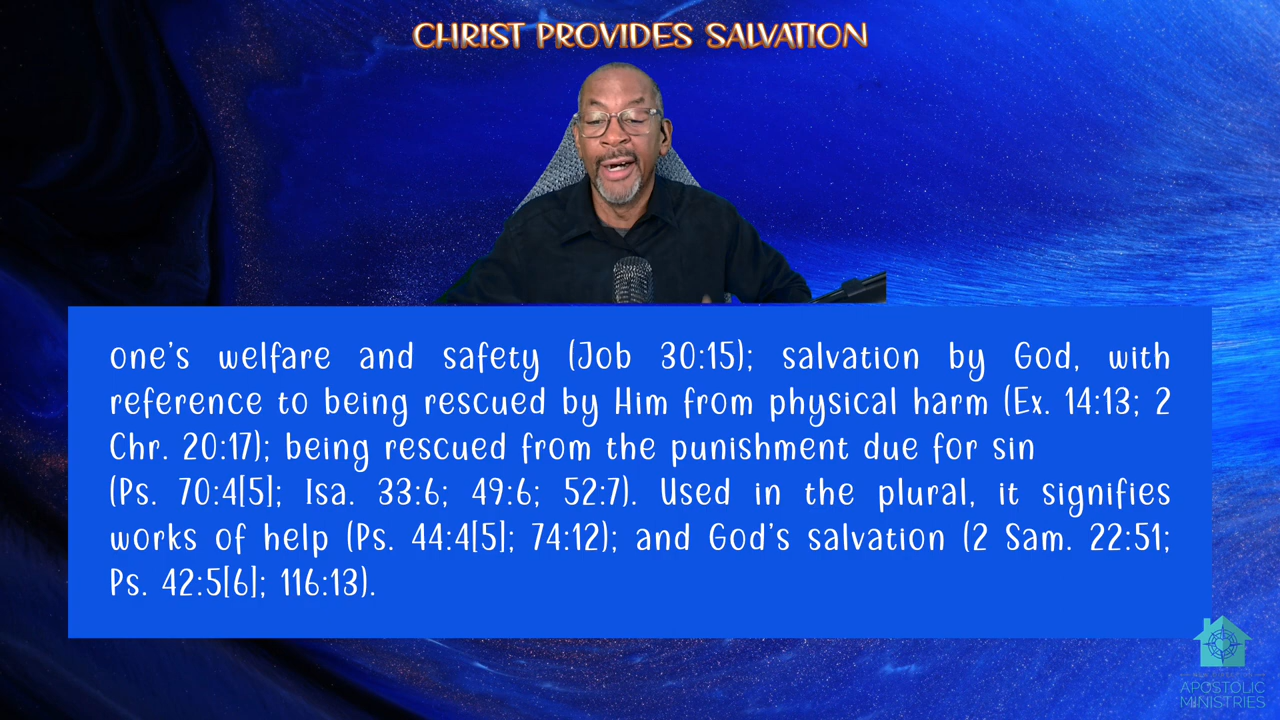 CHRIST PROVIDES SALVATION
one's welfare and safety (Job 30:15); salvation by God, with
reference to being rescued by Him from physical harm (Ex. 14:13; 2
Chr. 20:17); being rescued from the punishment due for sin
(Ps. 70:4[5]; Isa. 33:6; 49:6; 52:7). Used in the plural, it signifies
works of help (Ps. 44:4[5]; 74:12); and God's salvation (2 Sam. 22:51;
Ps. 42:5[6]; 116:13).
APOSTOLIC
MINISTRIES